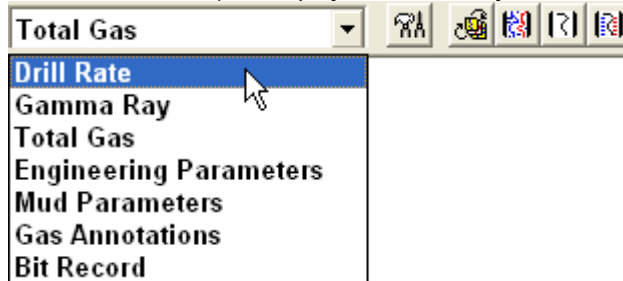 Total Gas
Drill Rate
Gamma Ray
Total Gas
Engineering Parameters
Mud Parameters
Gas Annotations
Bit Record